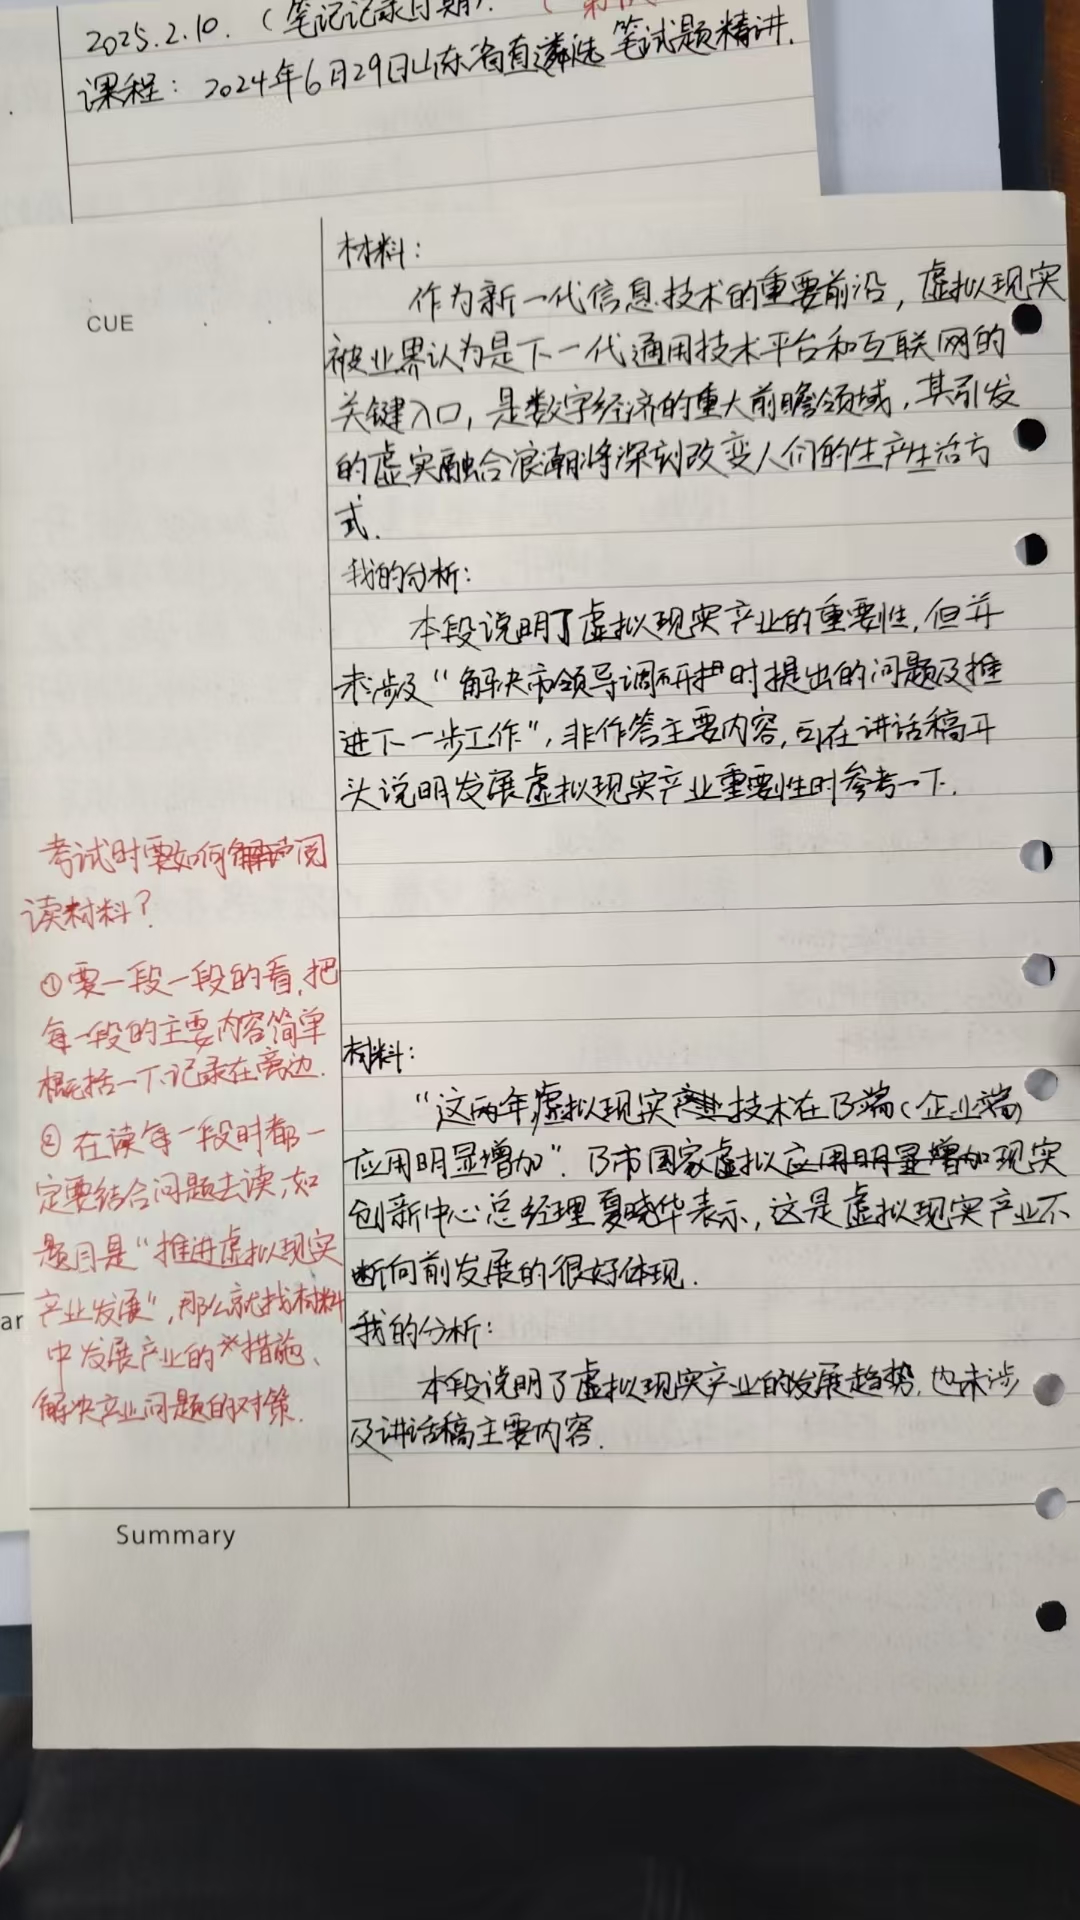 2025.2.10.（笔记记录日期）.
课程：2024年6月29日山东省直遴选笔试题精讲.
CUE
材料：
作为新一代信息技术的重要前沿，虚拟现实
被业界认为是下一代通用技术平台和互联网的
关键入口，是数字经济的重大前瞻领域，其引发
的虚实融合浪潮将深刻改变人们的生产生活方
式.
我的分析：
本段说明了虚拟现实产业的重要性，但并
未涉及“解决市领导调研时提出的问题及推
进下一步工作”，非作答主要内容，可在讲话稿开
头说明发展虚拟现实产业重要性时参考一下.
考试时要如何阅
读材料？
①要一段一段的看，把
每一段的主要内容简单
概括一下记录在旁边.
②在读每一段时都一
定要结合问题去读，如
题目是“推进虚拟现实
产业发展”，那么就找材料
中发展产业的措施、
解决产业问题的对策.
材料：
“这两年，虚拟现实技术在B端（企业端）
应用明显增加”.B市国家虚拟现实
创新中心总经理夏晓华表示，这是虚拟现实产业不
断向前发展的很好体现.
我的分析：
本段说明了虚拟现实产业的发展趋势，也未涉
及讲话稿主要内容.
ar
Summary